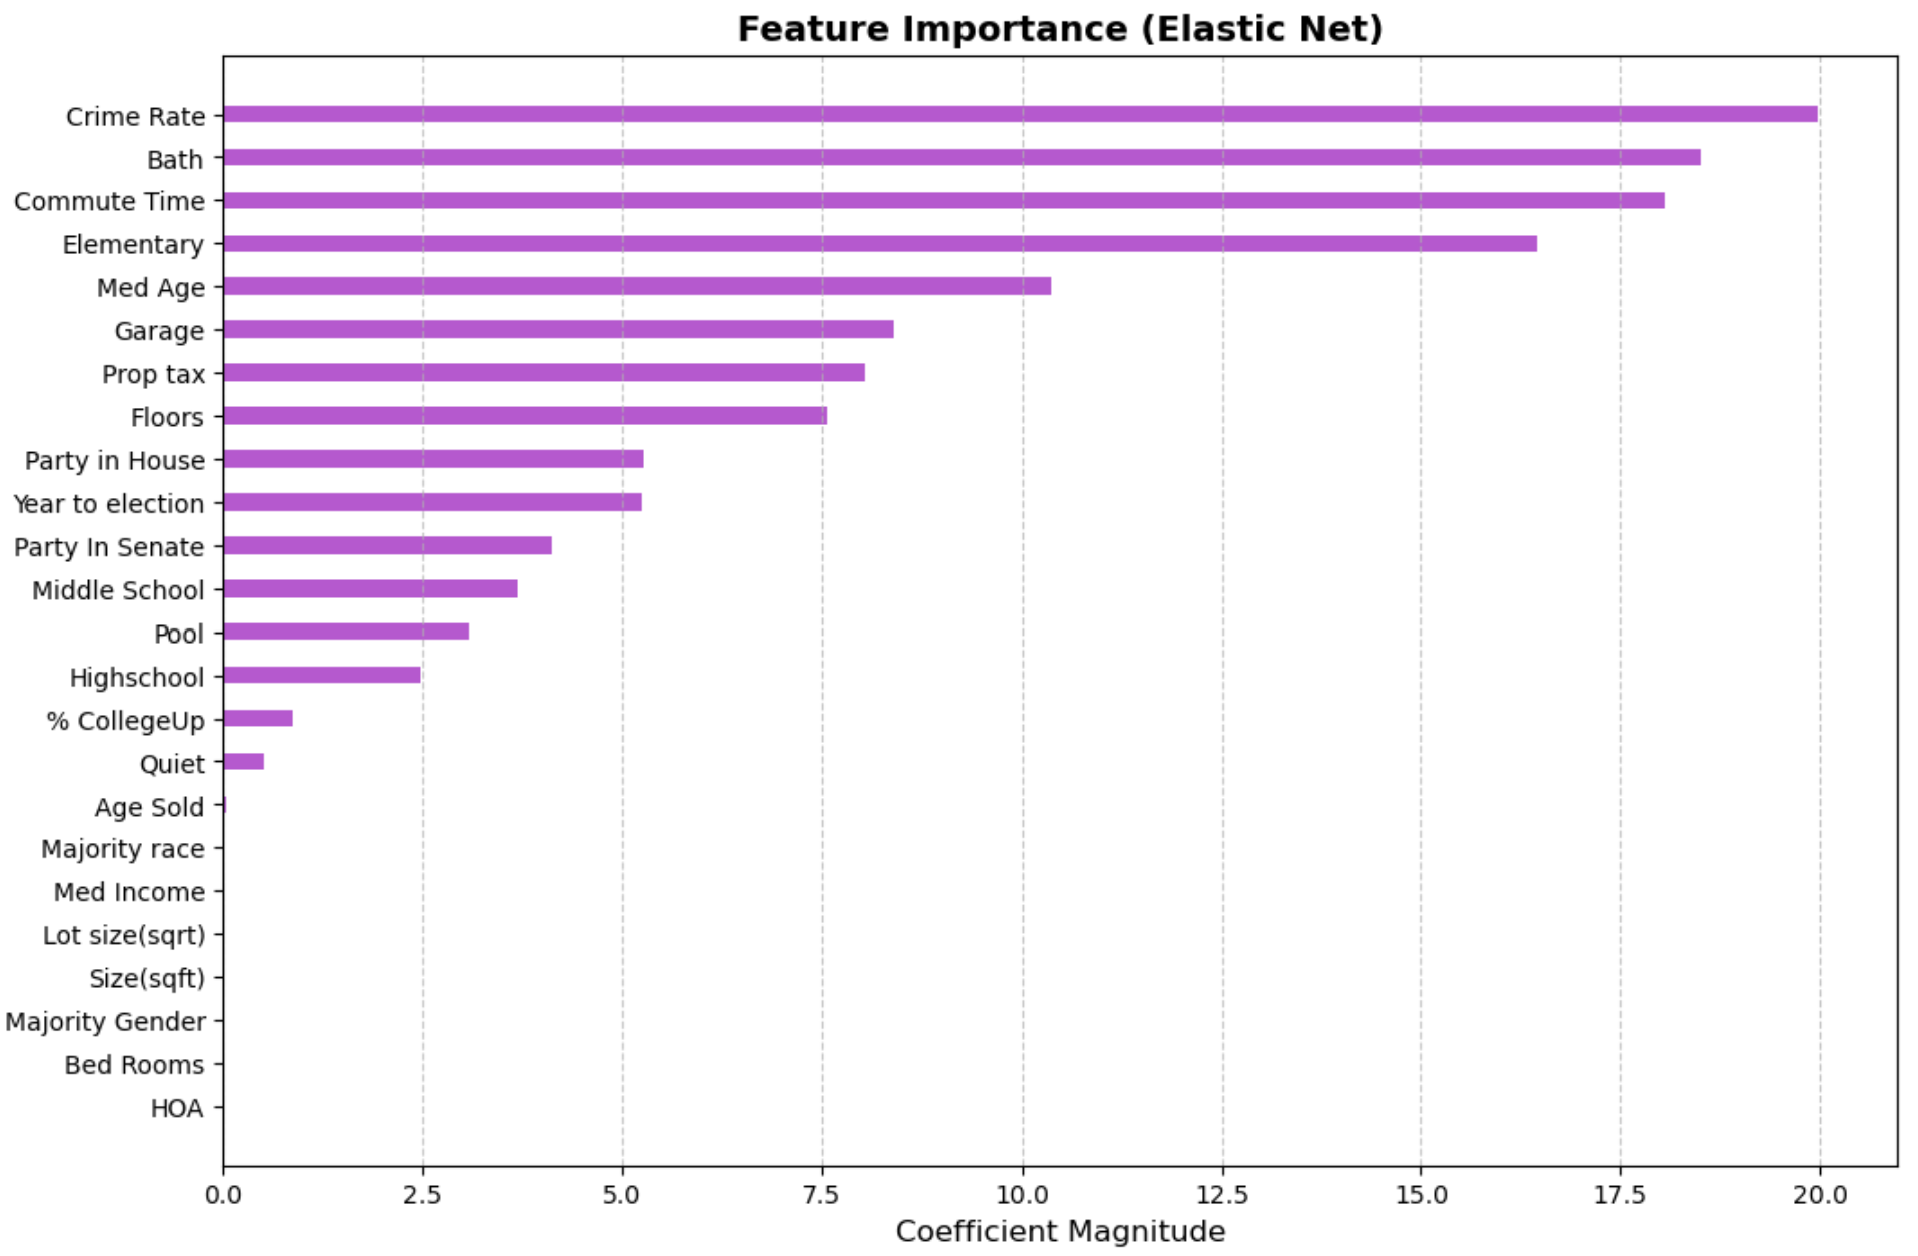 Feature Importance (Elastic Net)
Crime Rate
Bath
Commute Time
Elementary
Med Age
Garage
Prop tax
Floors
Party in House
Year to election
Party In Senate
Middle School
Pool
Highschool
% CollegeUp
Quiet
Age Sold
Majority race
Med Income
Lot size(sqrt)
Size(sqft)
Majority Gender
Bed Rooms
HOA
0.0 2.5 5.0 7.5 10.0 12.5 15.0 17.5 20.0
Coefficient Magnitude